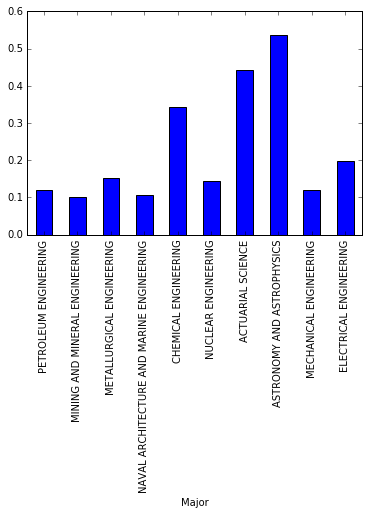 0.6
0.5
0.4
0.3
0.2
0.1
0.0
PETROLEUM ENGINEERING
MINING AND MINERAL ENGINEERING
METALLURGICAL ENGINEERING
NAVAL ARCHITECTURE AND MARINE ENGINEERING
CHEMICAL ENGINEERING
NUCLEAR ENGINEERING
ACTUARIAL SCIENCE
ASTRONOMY AND ASTROPHYSICS
MECHANICAL ENGINEERING
ELECTRICAL ENGINEERING
Major